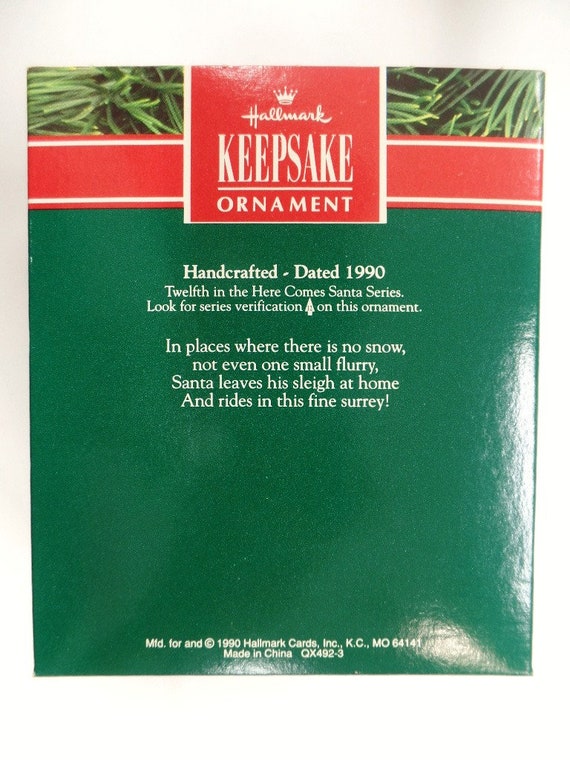 Hallmark
KEEPSAKE
ORNAMENT
Handcrafted - Dated 1990
Twelfth in the Here Comes Santa Series.
Look for series verification on this ornament.
In places where there is no snow,
not even one small flurry,
Santa leaves his sleigh at home
And rides in this fine surrey!
Mfd. for and © 1990 Hallmark Cards, Inc., K.C., MO 64141
Made in China QX492-3